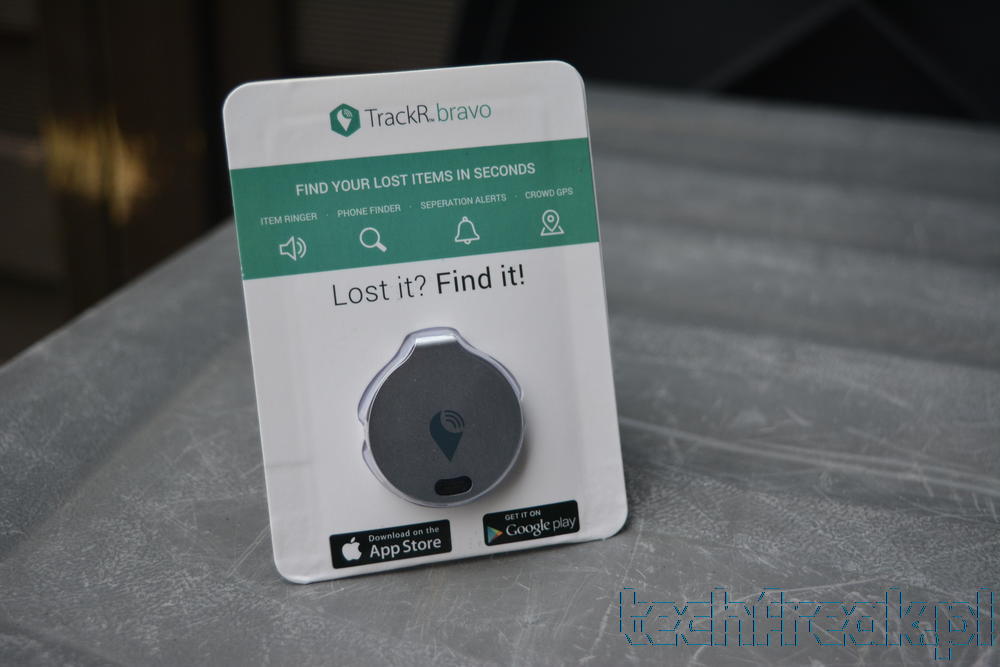 TrackR™ bravo
FIND YOUR LOST ITEMS IN SECONDS
ITEM RINGER · PHONE FINDER · SEPERATION ALERTS · CROWD GPS
Lost it? Find it!
Download on the
App Store
GET IT ON
Google play
techfreak.pl